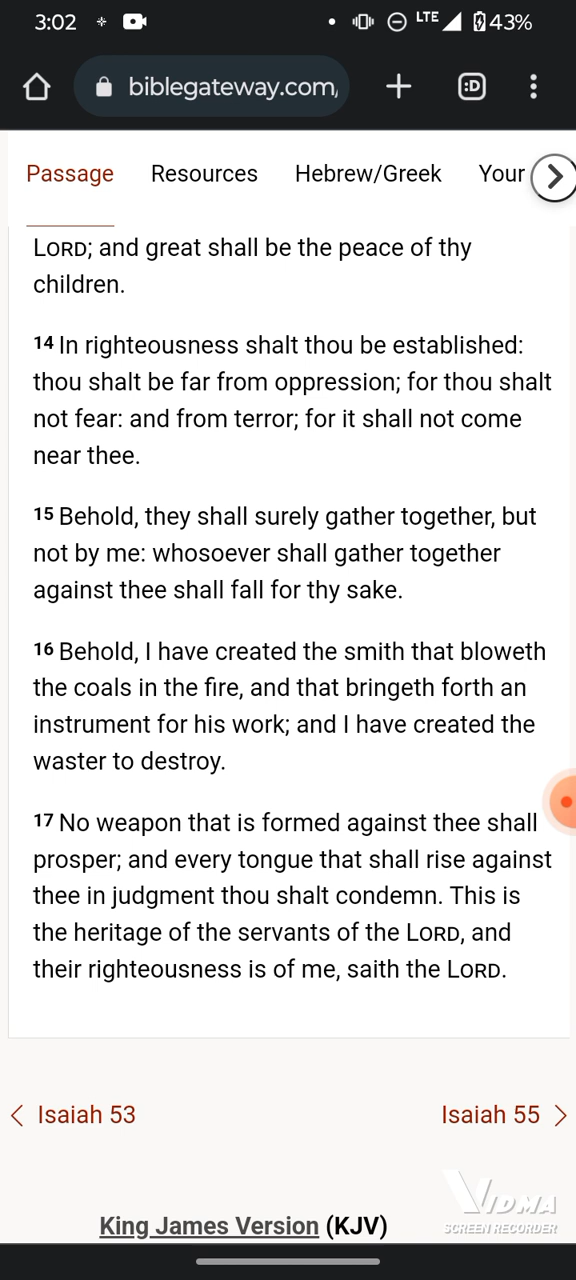 3:02
LTE 43%
biblegateway.com,
:D
Passage Resources Hebrew/Greek Your
LORD; and great shall be the peace of thy
children.
14 In righteousness shalt thou be established:
thou shalt be far from oppression; for thou shalt
not fear: and from terror; for it shall not come
near thee.
15 Behold, they shall surely gather together, but
not by me: whosoever shall gather together
against thee shall fall for thy sake.
16 Behold, I have created the smith that bloweth
the coals in the fire, and that bringeth forth an
instrument for his work; and I have created the
waster to destroy.
17 No weapon that is formed against thee shall
prosper; and every tongue that shall rise against
thee in judgment thou shalt condemn. This is
the heritage of the servants of the LORD, and
their righteousness is of me, saith the LORD.
Isaiah 53
Isaiah 55
King James Version (KJV)
VIDMA
SCREEN RECORDER